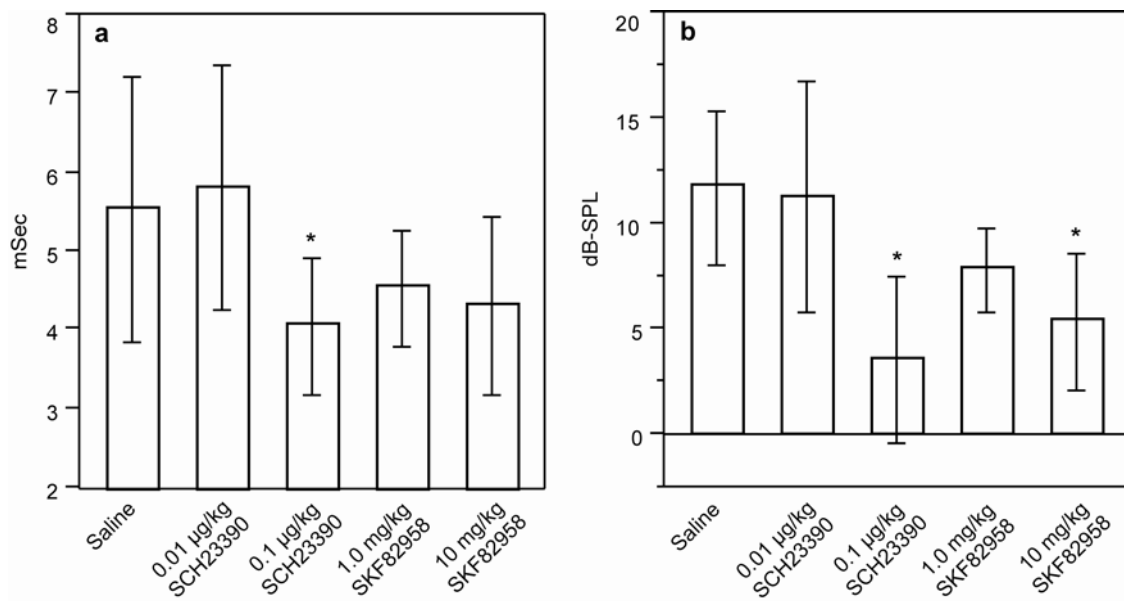 a
8
7
6
5
4
3
2
mSec
*
Saline
0.01 µg/kg
SCH23390
0.1 µg/kg
SCH23390
1.0 mg/kg
SKF82958
10 mg/kg
SKF82958
b
20
15
10
5
0
dB-SPL
*
*
Saline
0.01 µg/kg
SCH23390
0.1 µg/kg
SCH23390
1.0 mg/kg
SKF82958
10 mg/kg
SKF82958